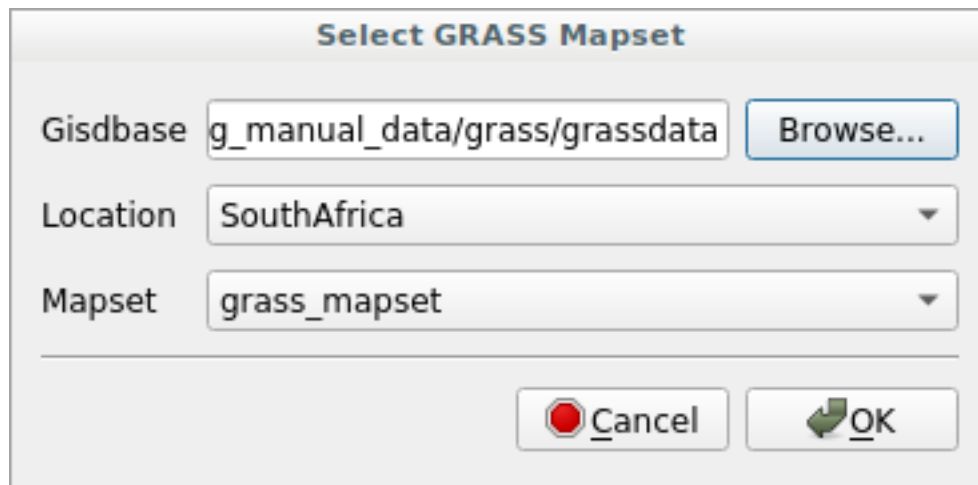 Select GRASS Mapset
Gisdbase g_manual_data/grass/grassdata Browse...
Location SouthAfrica
Mapset grass_mapset
Cancel OK